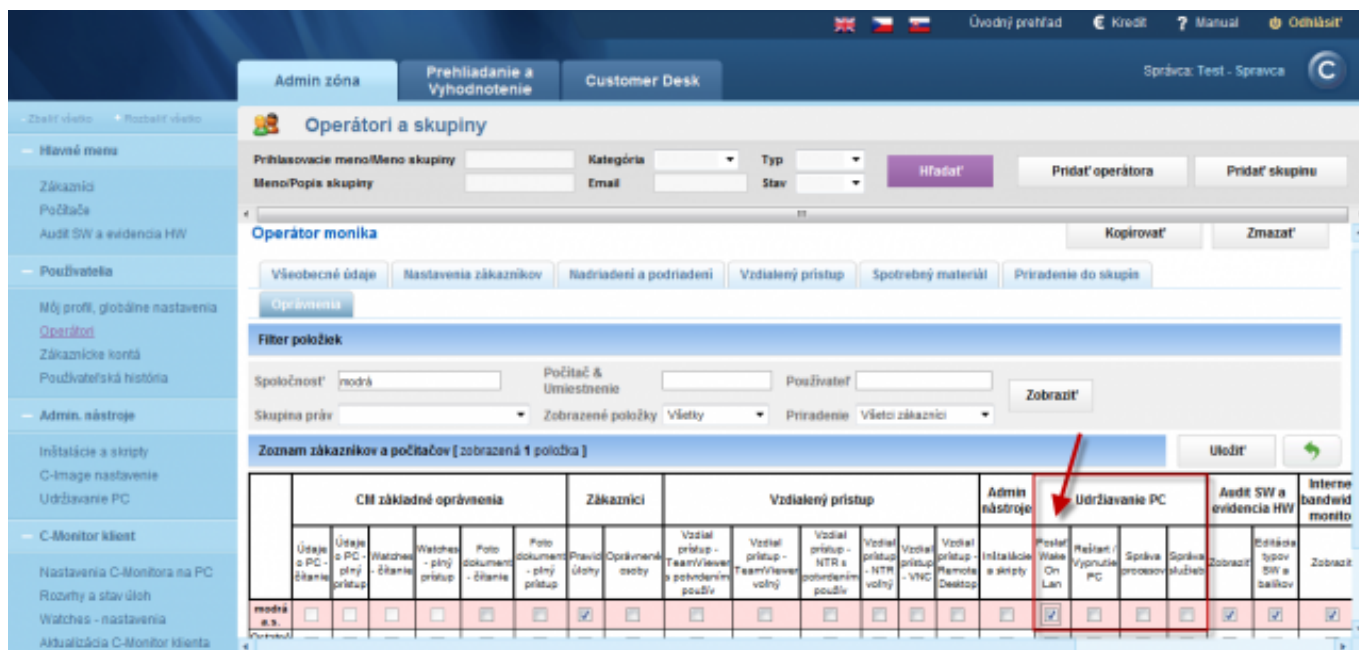 Úvodný prehľad € Kredit ? Manual Odhlásiť
Admin zóna
Prehliadanie a
Vyhodnotenie
Customer Desk
Správca: Test - Spravca
Zbaliť všetko Rozbaliť všetko
Hlavné menu
Zákazníci
Počítače
Audit SW a evidencia HW
Používatelia
Môj profil, globálne nastavenia
Operátori
Zákaznícke kontá
Používateľská história
Admin. nástroje
Inštalácie a skripty
C-Image nastavenie
Udržiavanie PC
C-Monitor klient
Nastavenia C-Monitora na PC
Rozvrhy a stav úloh
Watches - nastavenia
Aktualizácia C-Monitor klienta
Operátori a skupiny
Prihlasovacie meno/Meno skupiny Kategória Typ
Meno/Popis skupiny Email Stav
Hľadať Pridať operátora Pridať skupinu
Operátor monika Kopírovať Zmazať
Všeobecné údaje Nastavenia zákazníkov Nadriadení a podriadení Vzdialený prístup Spotrebný materiál Priradenie do skupín
Oprávnenia
Filter položiek
Spoločnosť modrá Počítač & Umiestnenie Používateľ Zobraziť
Skupina práv Zobrazené položky Všetky Priradenie Všetci zákazníci
Zoznam zákazníkov a počítačov [ zobrazená 1 položka ] Uložiť
CM základné oprávnenia Zákazníci Vzdialený prístup Admin nástroje Udržiavanie PC Audit SW a evidencia HW Interne bandwid monito
Údaje o PC - čítanie
Údaje o PC - plný prístup
Watches - čítanie
Watches - plný prístup
Foto dokument - čítanie
Foto dokument - plný prístup
Pravid úlohy
Oprávnené osoby
Vzdial prístup - TeamViewer s potvrdením použív
Vzdial prístup - TeamViewer voľný
Vzdial prístup - NTR s potvrdením použív
Vzdial prístup - NTR voľný
Vzdial prístup - VNC
Vzdial prístup - Remote Desktop
Inštalácie a skripty
Poslať Wake On Lan
Reštart / Vypnutie PC
Správa procesov
Správa služieb
Zobraziť
Editácia typov SW a balíkov
Zobraziť
modrá a.s.